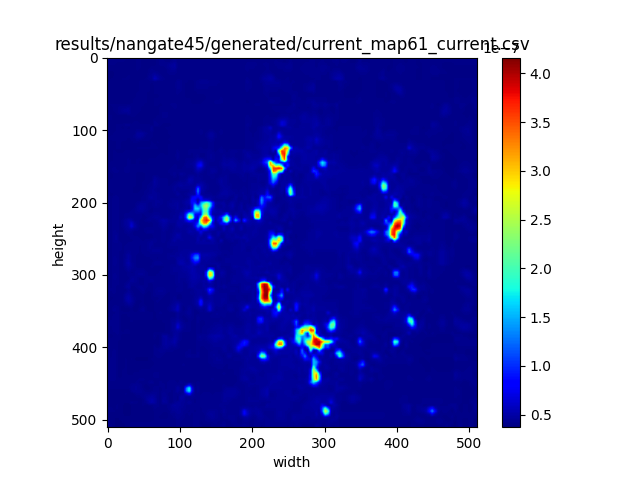 results/nangate45/generated/current_map61_current.csv
1e−7
0
100
200
300
400
500
height
0 100 200 300 400 500
width
4.0
3.5
3.0
2.5
2.0
1.5
1.0
0.5